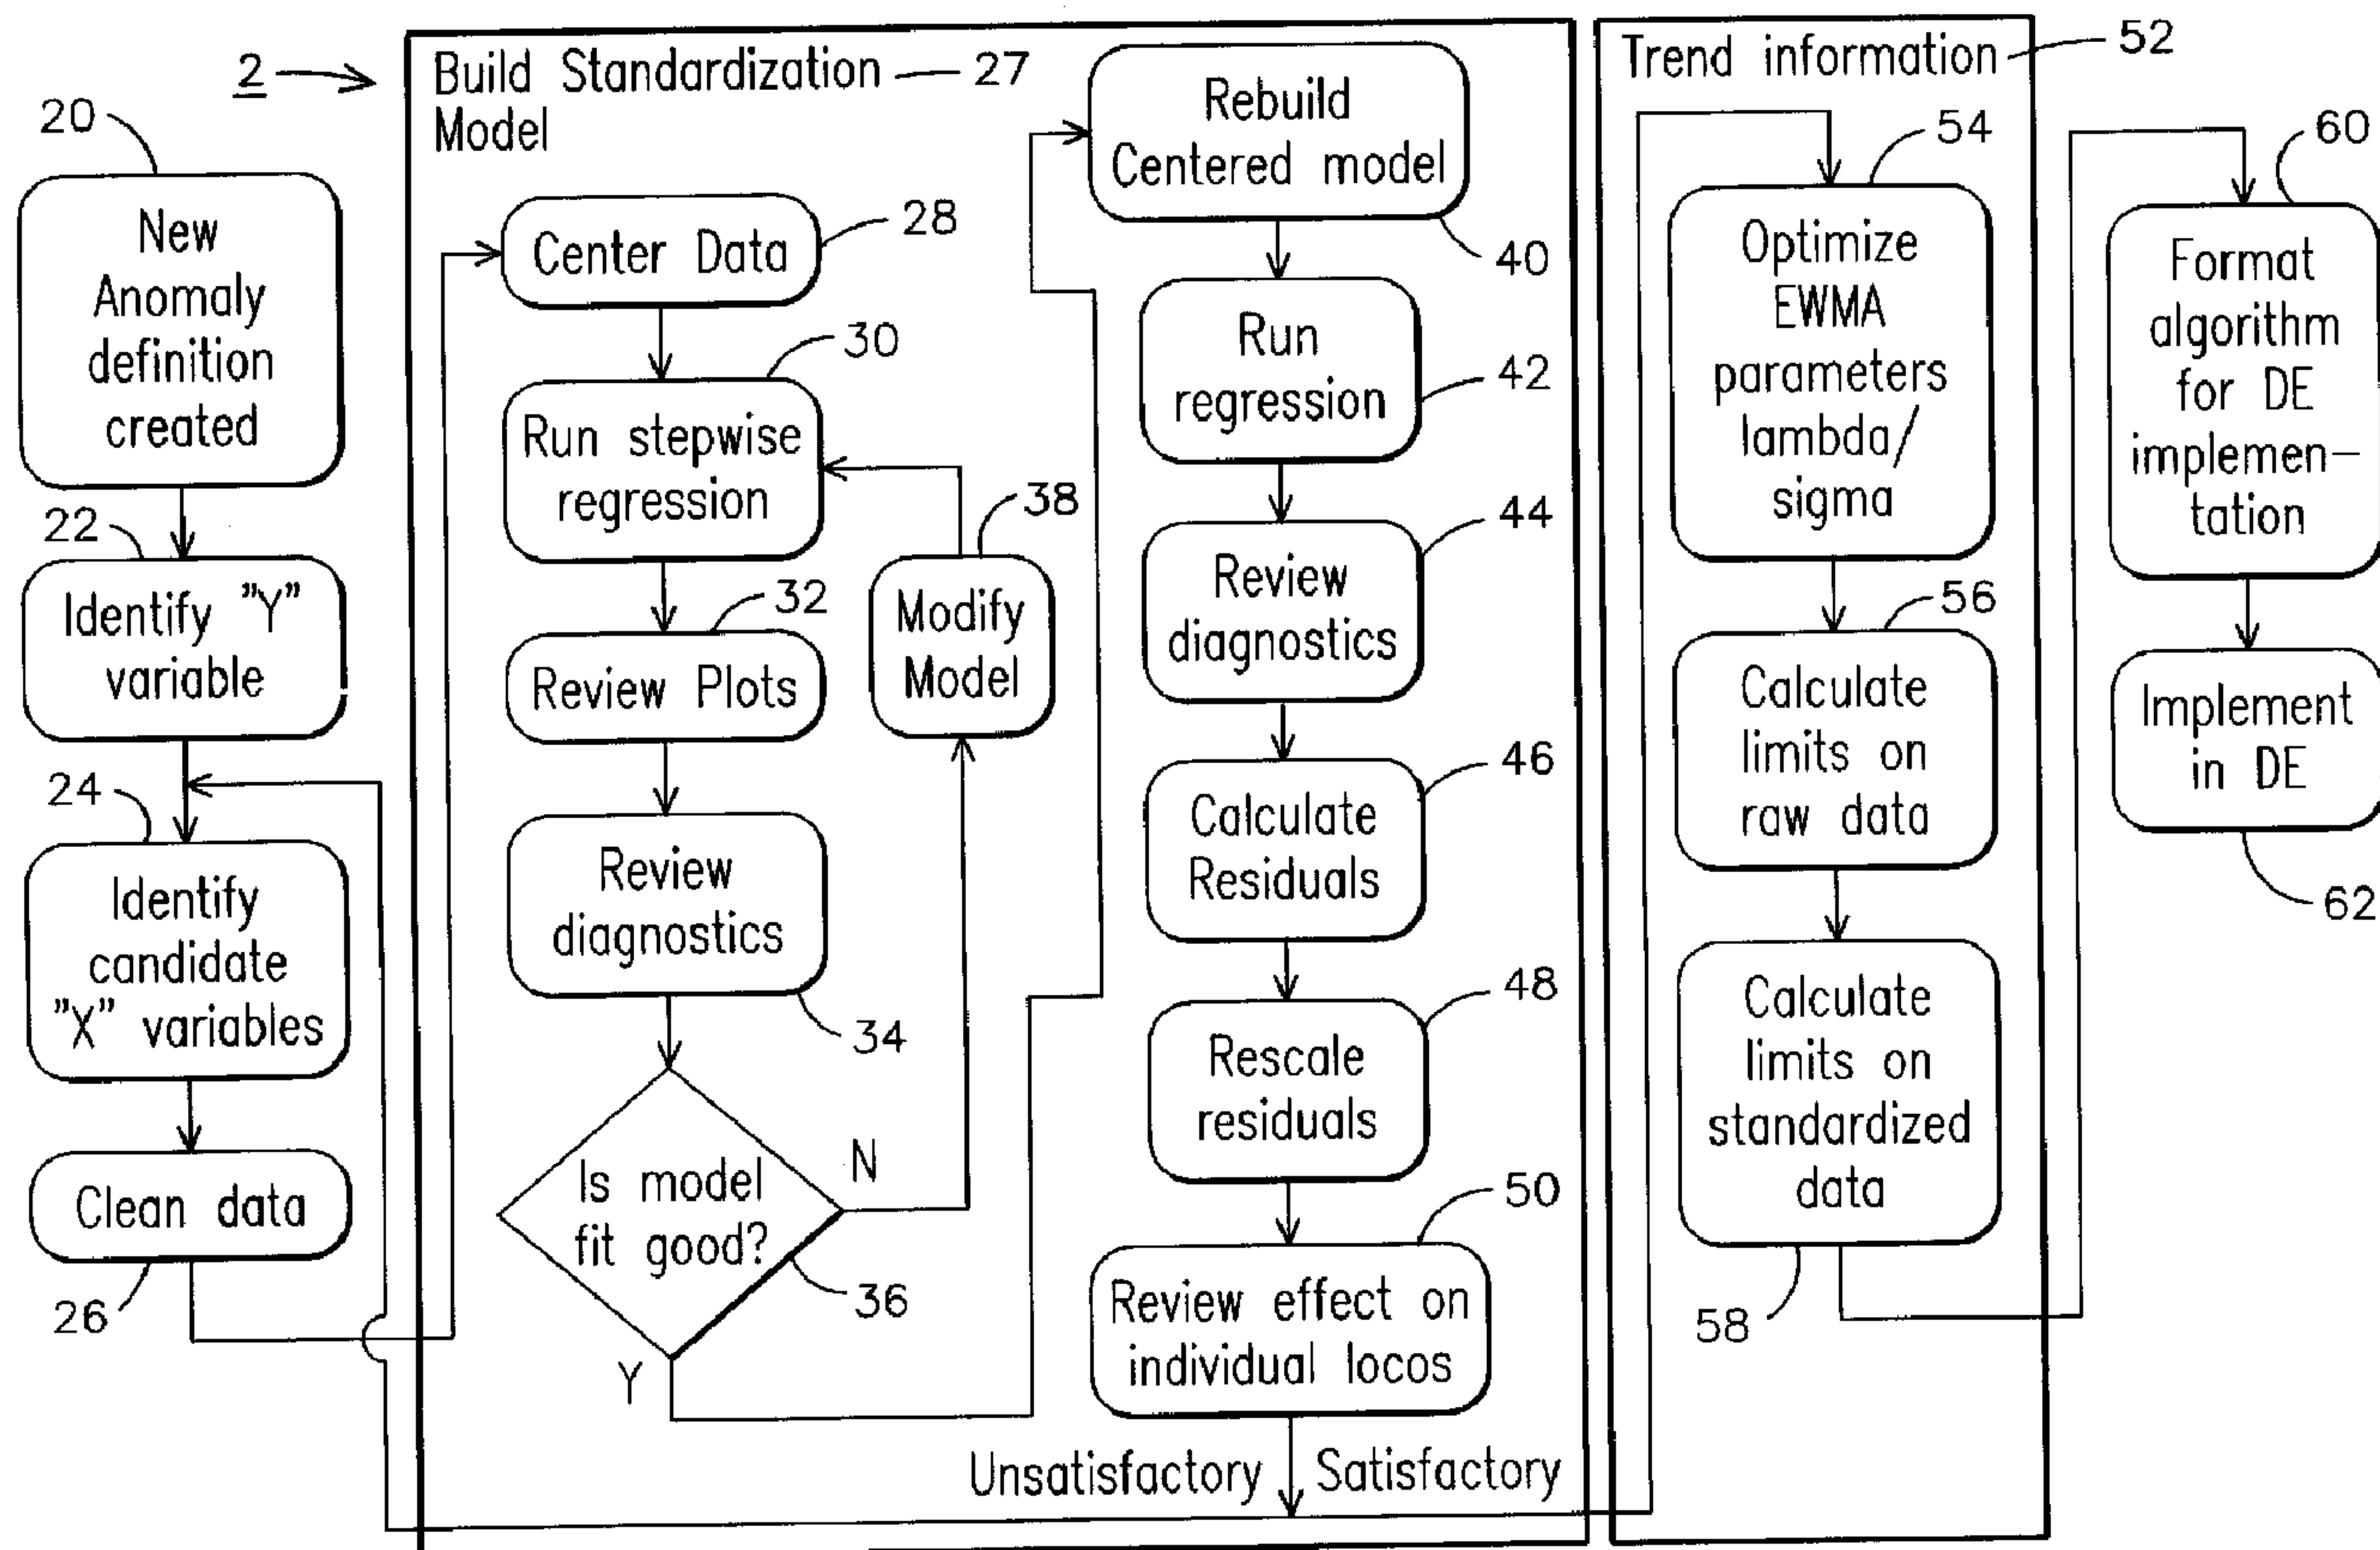 2
20
New
Anomaly
definition
created
22
Identify "Y"
variable
24
Identify
candidate
"X" variables
Clean data
26
Build Standardization
Model
27
Center Data
28
30
Run stepwise
regression
32
Review Plots
38
Modify
Model
Review
diagnostics
34
Is model
fit good?
N
Y
36
Rebuild
Centered model
40
Run
regression
42
Review
diagnostics
44
Calculate
Residuals
46
Rescale
residuals
48
50
Review effect on
individual locos
Unsatisfactory
Satisfactory
Trend information
52
54
Optimize
EWMA
parameters
lambda/
sigma
56
Calculate
limits on
raw data
Calculate
limits on
standardized
data
58
60
Format
algorithm
for DE
implemen-
tation
Implement
in DE
62